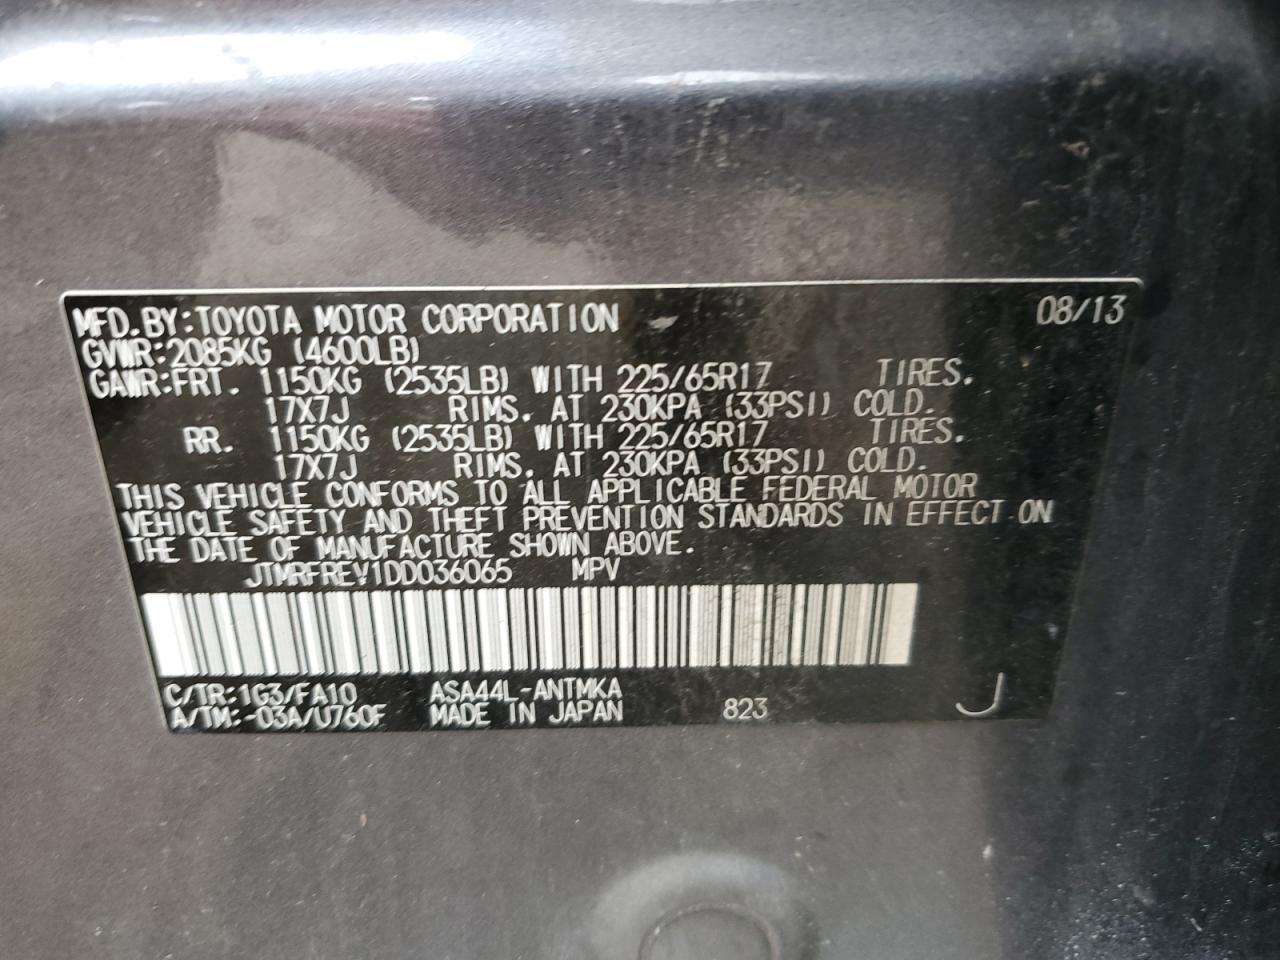 MFD.BY:TOYOTA MOTOR CORPORATION 08/13
GVWR:2085KG (4600LB)
GAWR:FRT. 1150KG (2535LB) WITH 225/65R17 TIRES.
17X7J RIMS. AT 230KPA (33PSI) COLD.
RR. 1150KG (2535LB) WITH 225/65R17 TIRES.
17X7J RIMS. AT 230KPA (33PSI) COLD.
THIS VEHICLE CONFORMS TO ALL APPLICABLE FEDERAL MOTOR
VEHICLE SAFETY AND THEFT PREVENTION STANDARDS IN EFFECT ON
THE DATE OF MANUFACTURE SHOWN ABOVE.
JTMRFREV1DD036065 MPV
C/TR:1G3/FA10 ASA44L-ANTMKA
A/TM:-03A/U760F MADE IN JAPAN 823 J